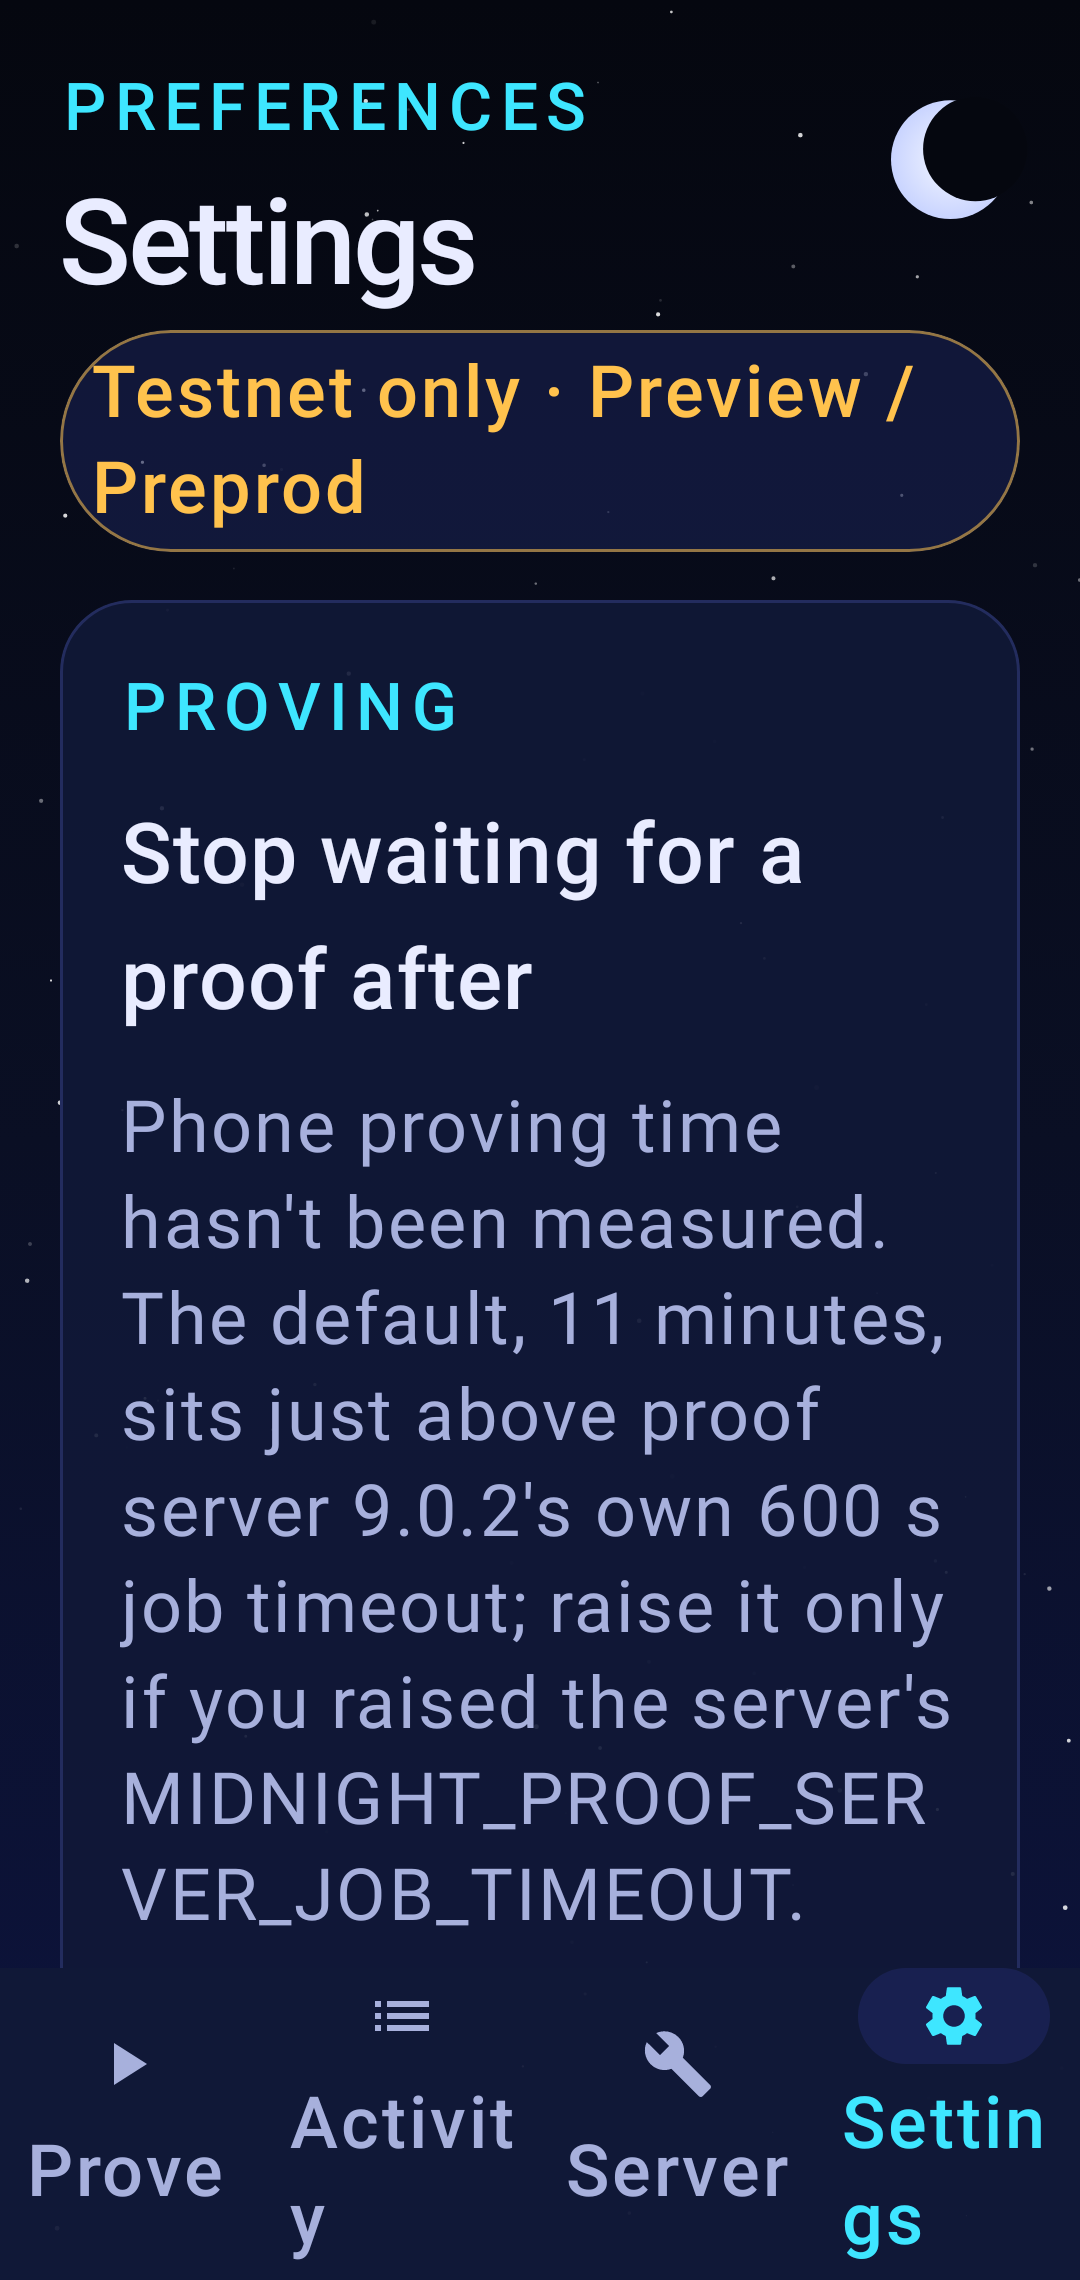 PREFERENCES
Settings
Testnet only · Preview /
Preprod
PROVING
Stop waiting for a
proof after
Phone proving time
hasn't been measured.
The default, 11 minutes,
sits just above proof
server 9.0.2's own 600 s
job timeout; raise it only
if you raised the server's
MIDNIGHT_PROOF_SER
VER_JOB_TIMEOUT.
Prove
Activit
y
Server
Settin
gs